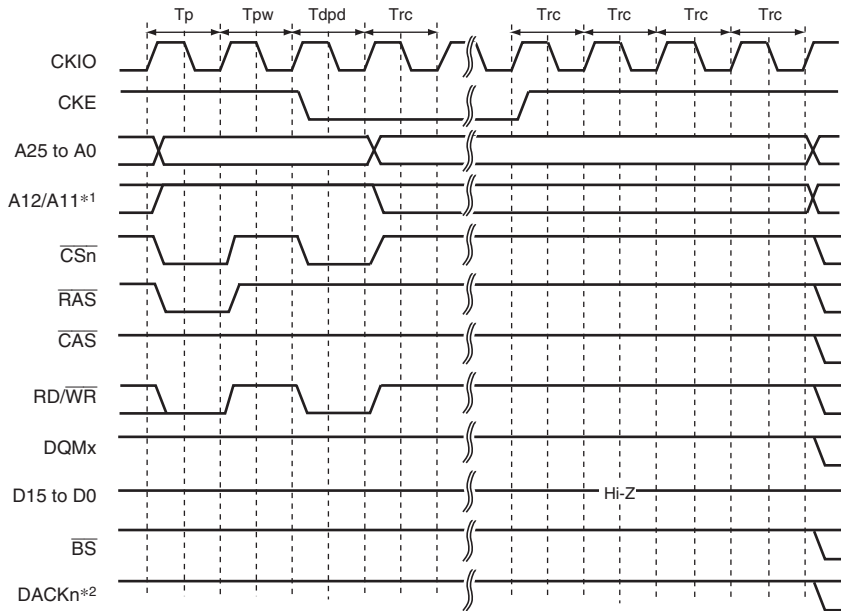 Tp Tpw Tdpd Trc Trc Trc Trc Trc
CKIO
CKE
A25 to A0
A12/A11*1
CSn
RAS
CAS
RD/WR
DQMx
D15 to D0 Hi-Z
BS
DACKn*2